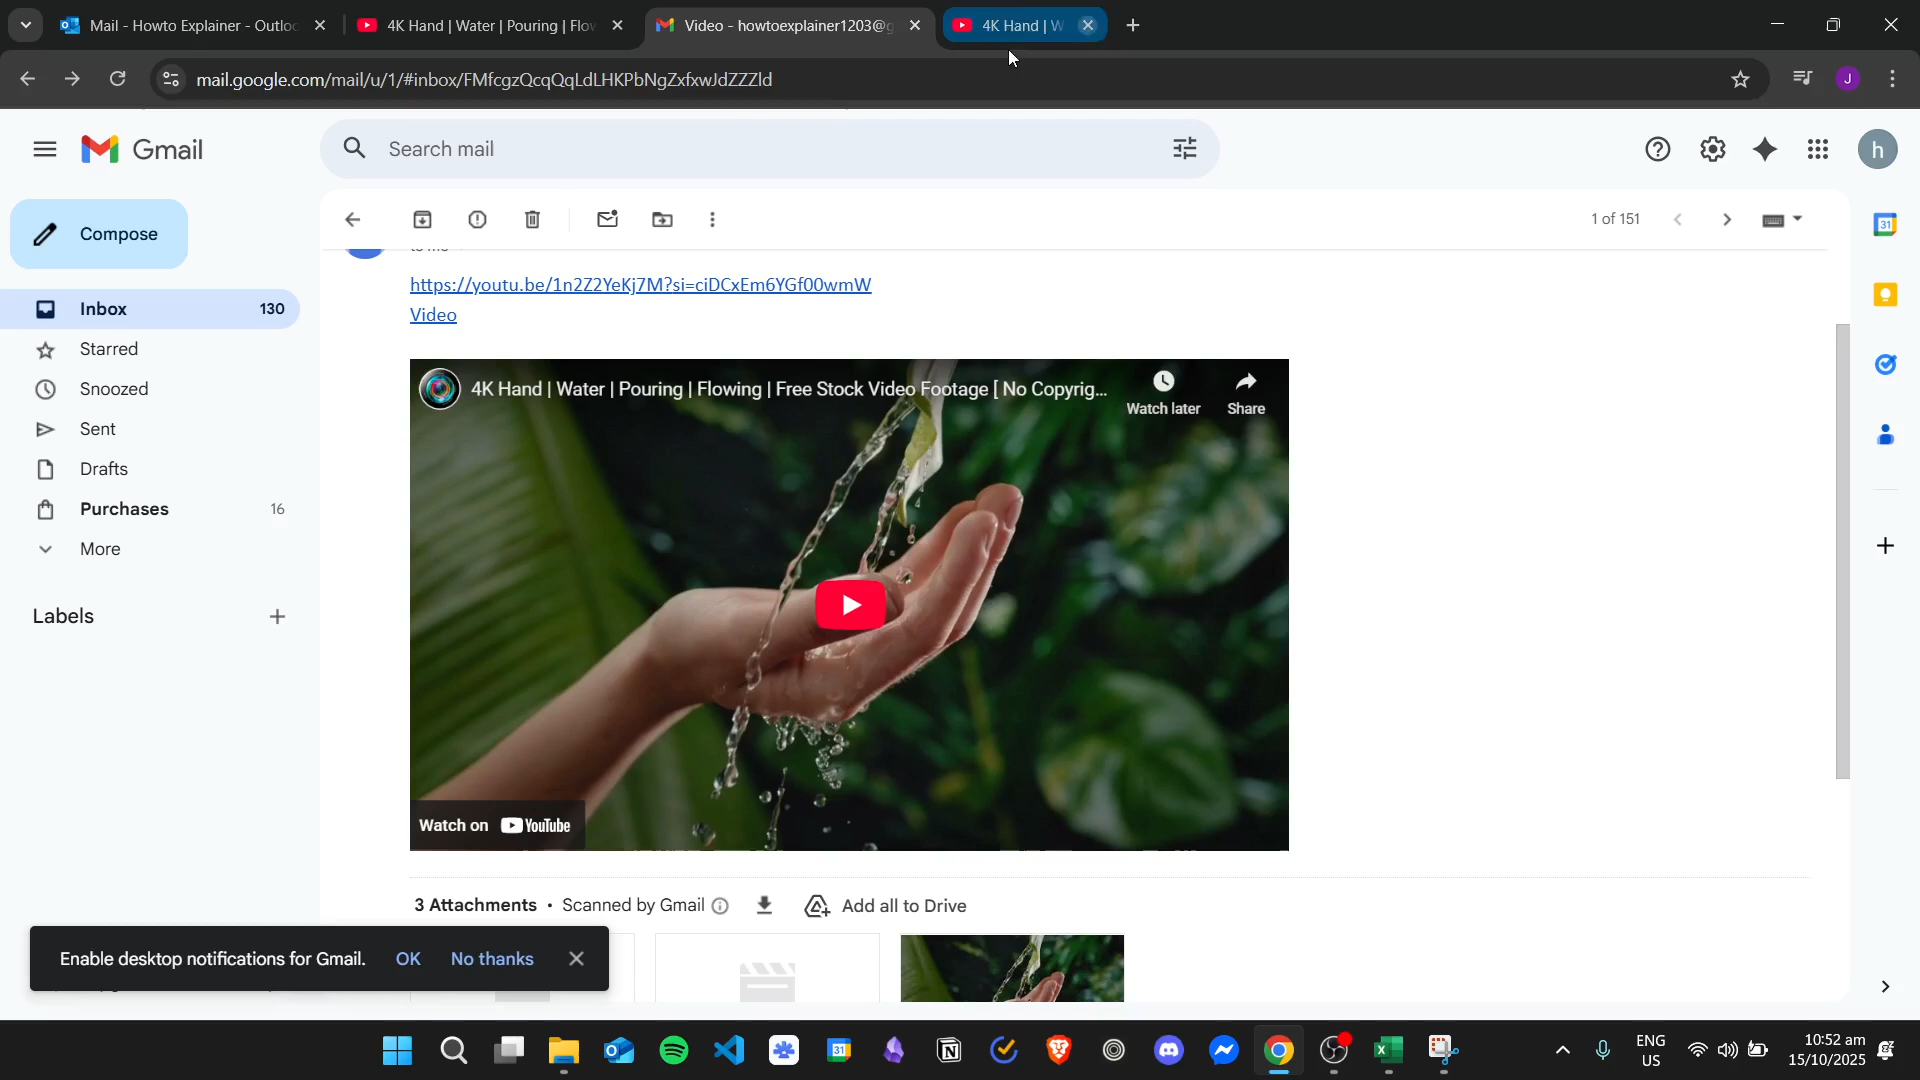 Mail - Howto Explainer - Outloo
4K Hand | Water | Pouring | Flow
Video - howtoexplainer1203@g
4K Hand | W
mail.google.com/mail/u/1/#inbox/FMfcgzQcqQqLdLHKPbNgZxfxwJdZZZld
J
Gmail
Search mail
h
Compose
1 of 151
31
Inbox 130
Starred
Snoozed
Sent
Drafts
Purchases 16
More
Labels
https://youtu.be/1n2Z2YeKj7M?si=ciDCxEm6YGf00wmW
Video
4K Hand | Water | Pouring | Flowing | Free Stock Video Footage [ No Copyrig...
Watch later
Share
Watch on YouTube
3 Attachments • Scanned by Gmail
Add all to Drive
Enable desktop notifications for Gmail. OK No thanks
31
ENG
US
10:52 am
15/10/2025